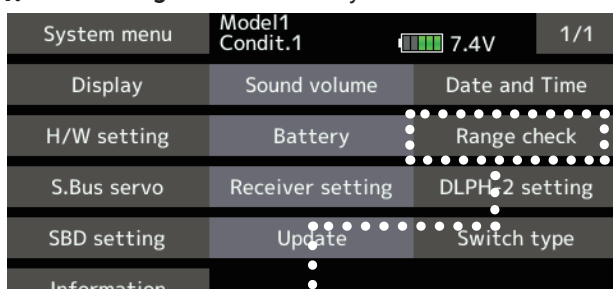 System menu Model1 1/1
Condit.1 7.4V
Display Sound volume Date and Time
H/W setting Battery Range check
S.Bus servo Receiver setting DLPH-2 setting
SBD setting Update Switch type
Information